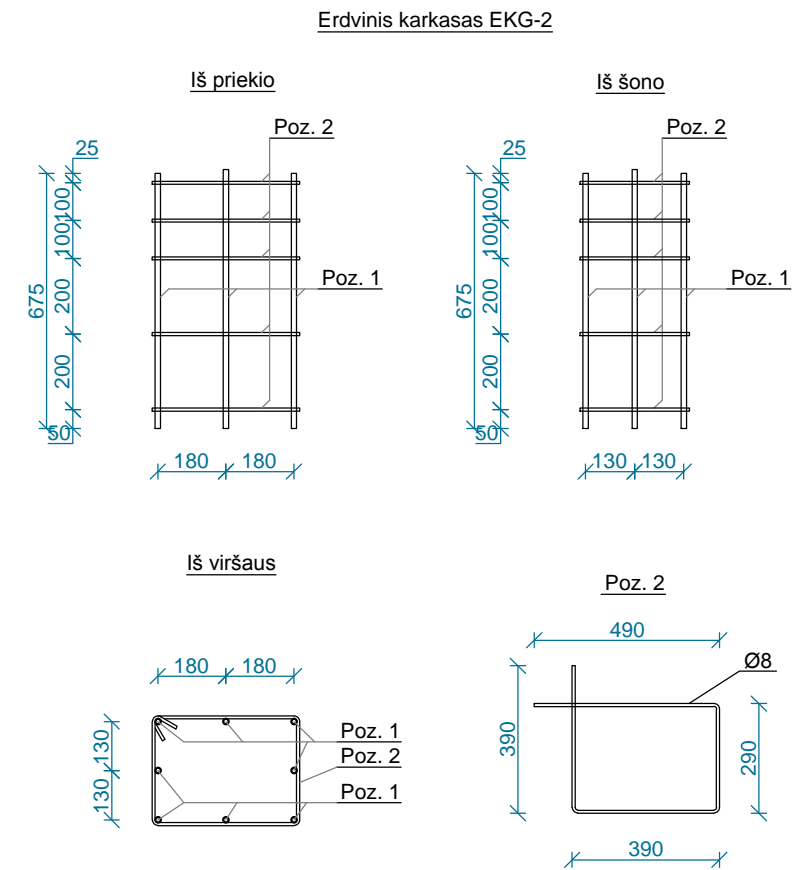 Erdvinis karkasas EKG-2
Iš priekio
Poz. 2
25
100
100
200
200
50
675
Poz. 1
180 180
Iš šono
Poz. 2
25
100
100
200
200
50
675
Poz. 1
130 130
Iš viršaus
180 180
130
130
Poz. 1
Poz. 2
Poz. 1
Poz. 2
490
Ø8
390
290
390